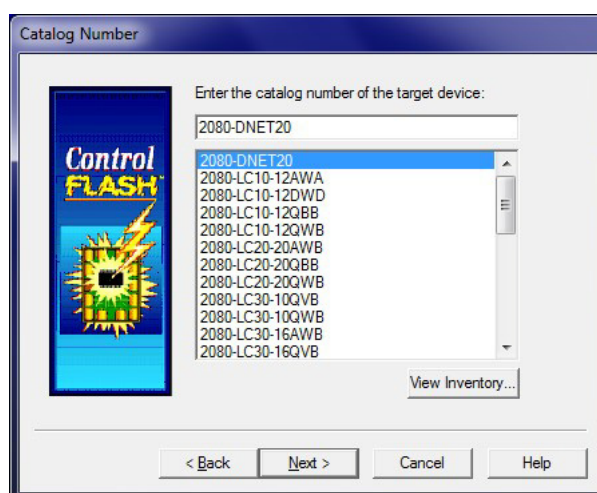 Catalog Number
Enter the catalog number of the target device:
2080-DNET20
Control
FLASH
2080-DNET20
2080-LC10-12AWA
2080-LC10-12DWD
2080-LC10-12QBB
2080-LC10-12QWB
2080-LC20-20AWB
2080-LC20-20QBB
2080-LC20-20QWB
2080-LC30-10QVB
2080-LC30-10QWB
2080-LC30-16AWB
2080-LC30-16QVB
View Inventory...
< Back
Next >
Cancel
Help